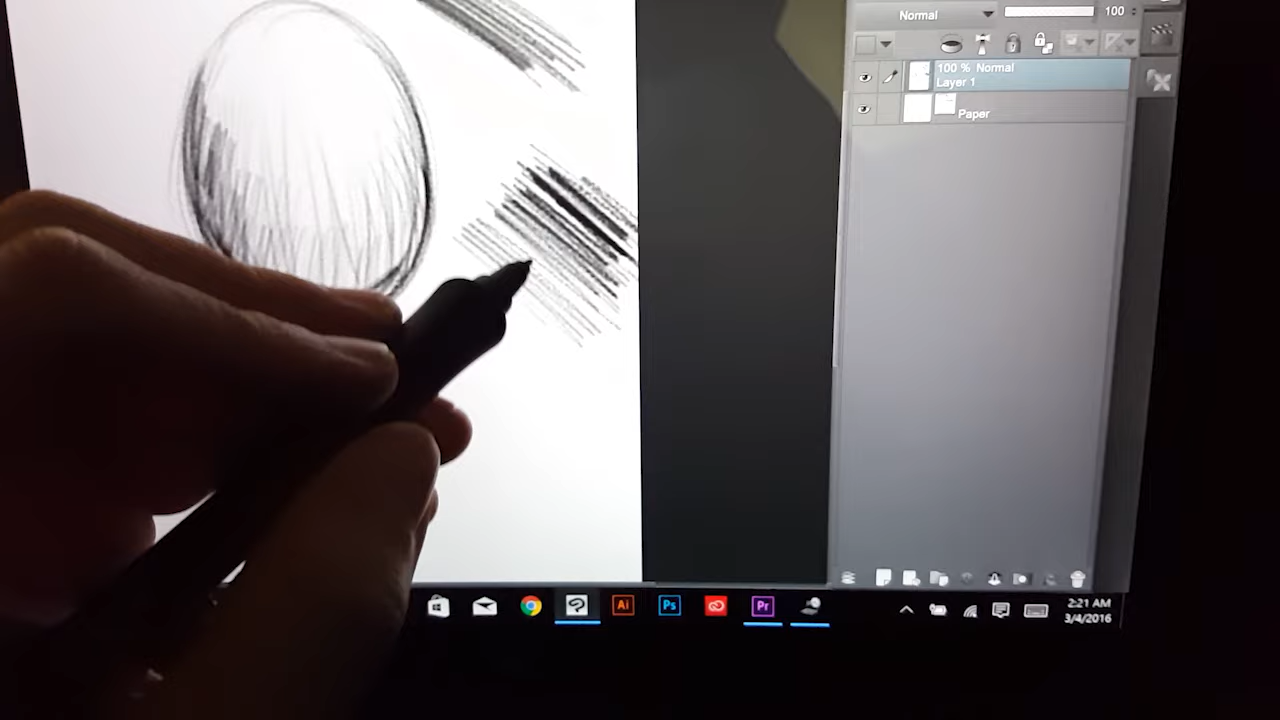 Normal 100
100 % Normal
Layer 1
Paper
Ai Ps Pr
2:21 AM
3/4/2016